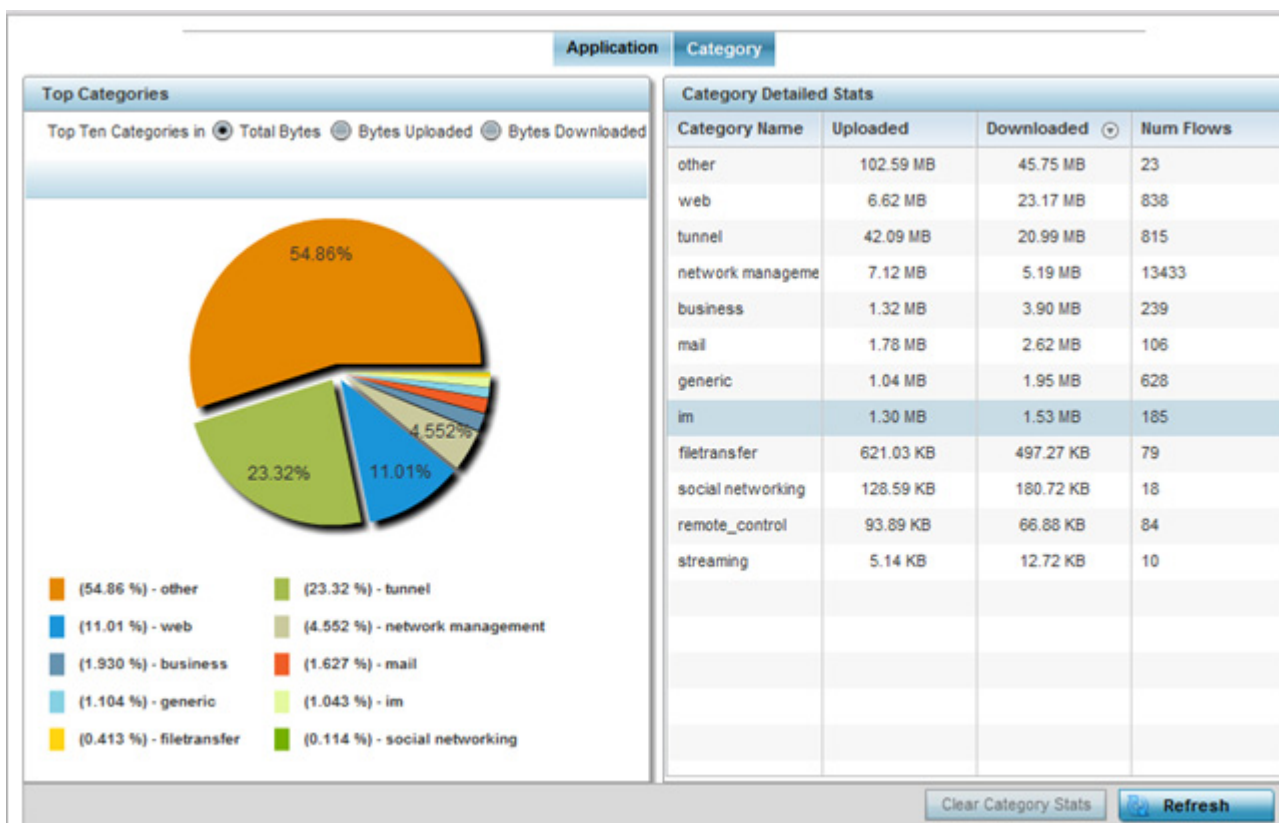 Application Category
Top Categories
Top Ten Categories in Total Bytes Bytes Uploaded Bytes Downloaded
54.86%
4.552%
23.32%
11.01%
(54.86 %) - other
(23.32 %) - tunnel
(11.01 %) - web
(4.552 %) - network management
(1.930 %) - business
(1.627 %) - mail
(1.104 %) - generic
(1.043 %) - im
(0.413 %) - filetransfer
(0.114 %) - social networking
Category Detailed Stats
Category Name Uploaded Downloaded Num Flows
other 102.59 MB 45.75 MB 23
web 6.62 MB 23.17 MB 838
tunnel 42.09 MB 20.99 MB 815
network manageme 7.12 MB 5.19 MB 13433
business 1.32 MB 3.90 MB 239
mail 1.78 MB 2.62 MB 106
generic 1.04 MB 1.95 MB 628
im 1.30 MB 1.53 MB 185
filetransfer 621.03 KB 497.27 KB 79
social networking 128.59 KB 180.72 KB 18
remote_control 93.89 KB 66.88 KB 84
streaming 5.14 KB 12.72 KB 10
Clear Category Stats Refresh